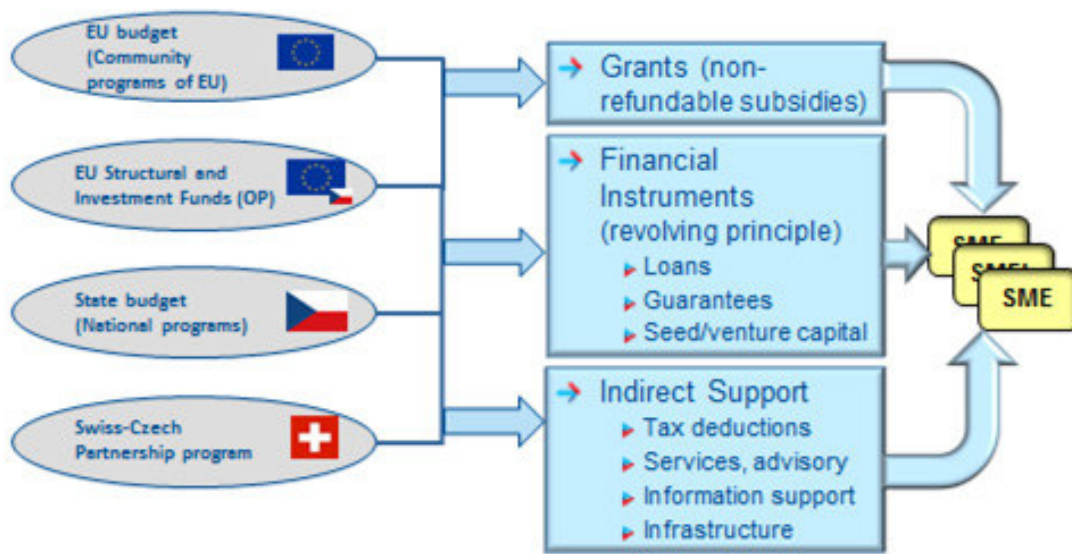 EU budget
(Community
programs of EU)
EU Structural and
Investment Funds (OP)
State budget
(National programs)
Swiss-Czech
Partnership program
Grants (non-
refundable subsidies)
Financial
Instruments
(revolving principle)
Loans
Guarantees
Seed/venture capital
Indirect Support
Tax deductions
Services, advisory
Information support
Infrastructure
SME